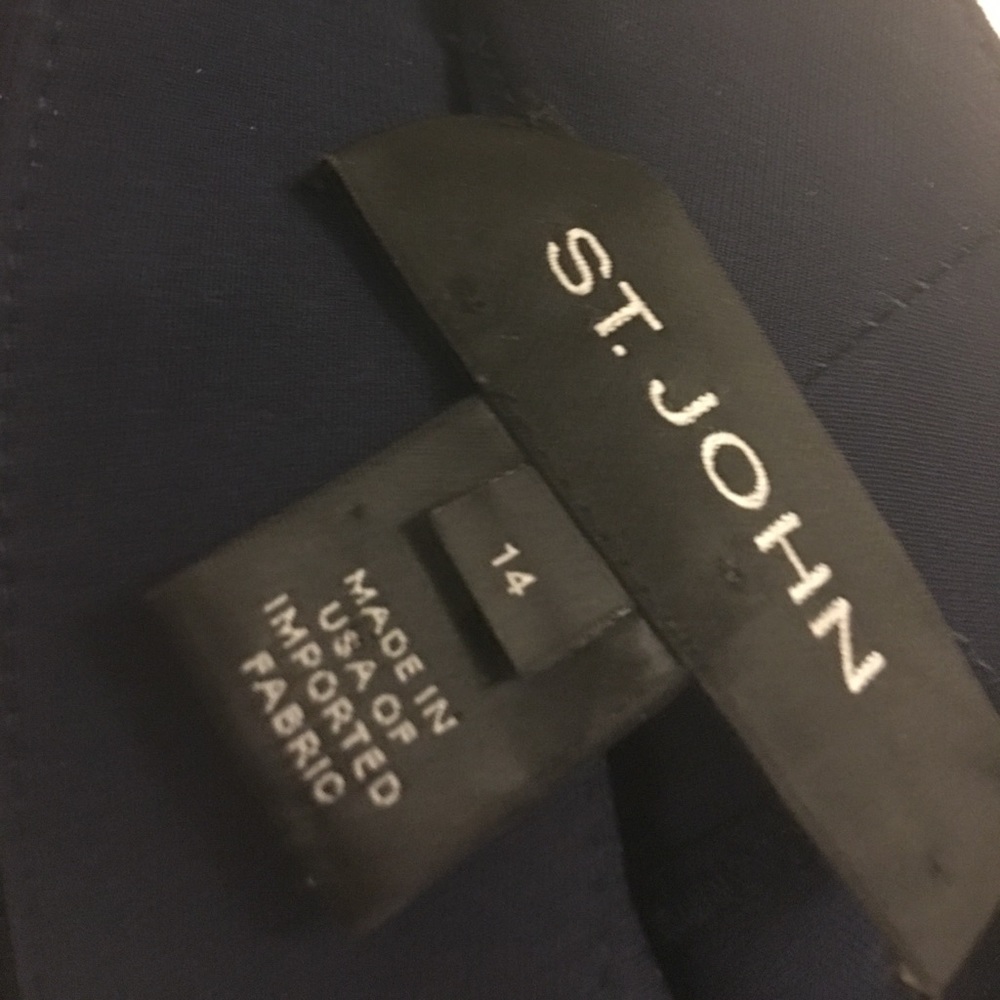 ST. JOHN
14
MADE IN
USA OF
IMPORTED
FABRIC